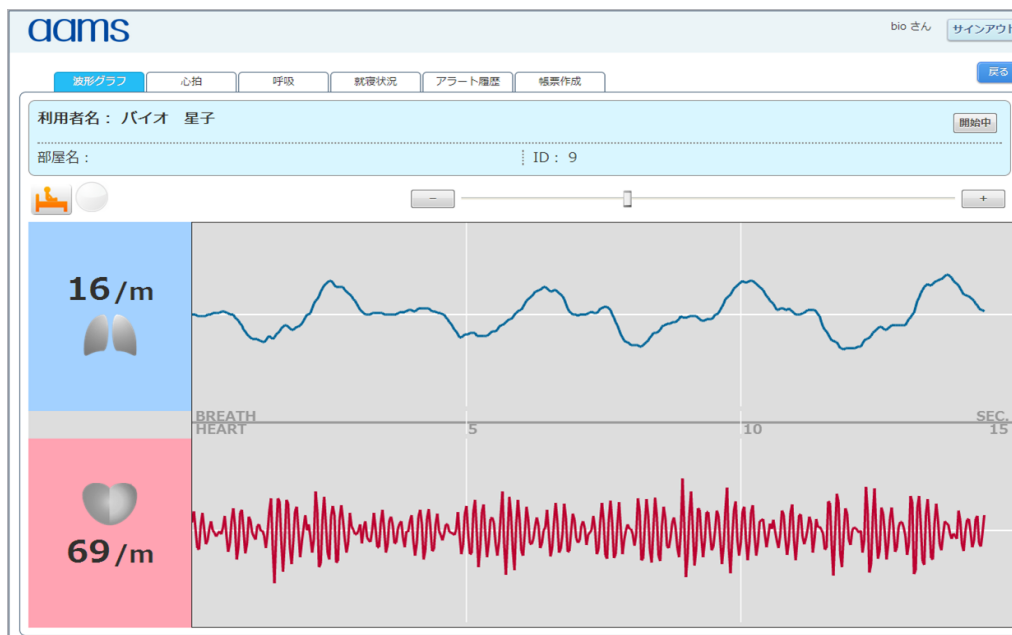 aams
bio さん
サインアウト
戻る
波形グラフ 心拍 呼吸 就寝状況 アラート履歴 帳票作成
利用者名： バイオ　星子
開始中
部屋名：
ID： 9
－ ＋
16/m
BREATH SEC.
HEART 5 10 15
69/m